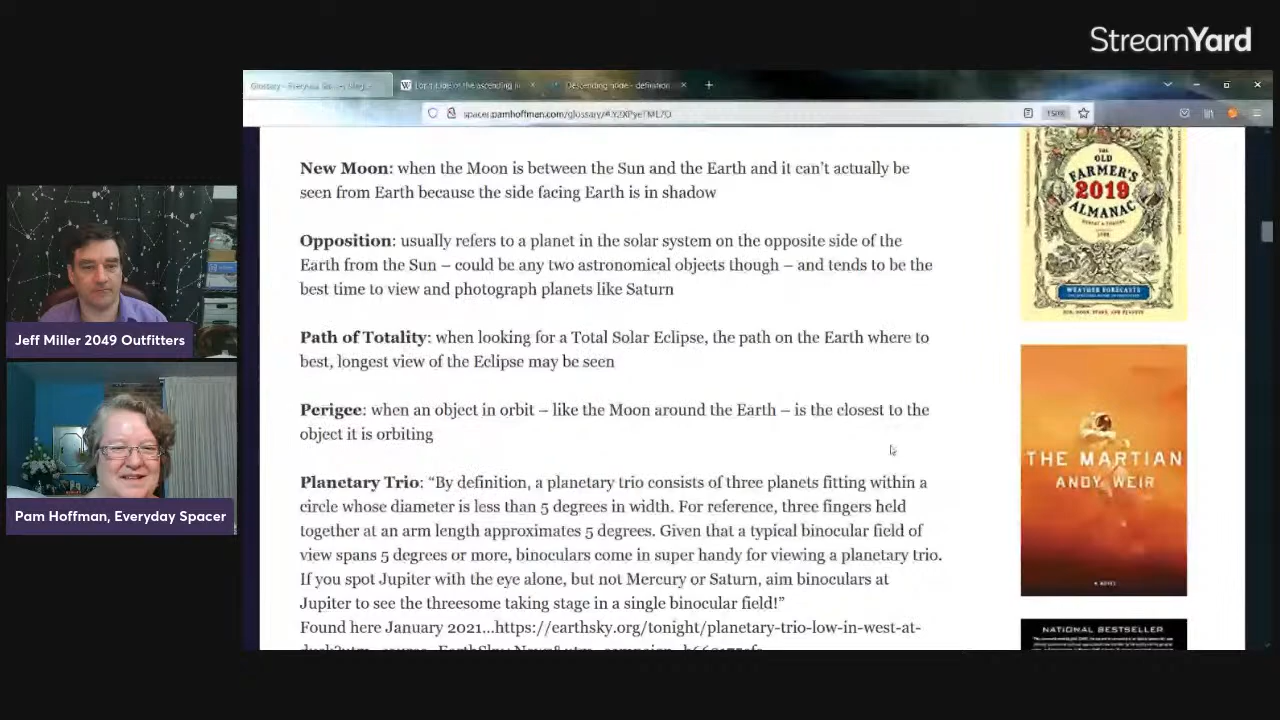 StreamYard
Glossary - Everyday
Descending node - definition
spacer.pamhoffman.com/glossary/#.Y2XPyeTML7O
150%
New Moon: when the Moon is between the Sun and the Earth and it can’t actually be
seen from Earth because the side facing Earth is in shadow
Opposition: usually refers to a planet in the solar system on the opposite side of the
Earth from the Sun – could be any two astronomical objects though – and tends to be the
best time to view and photograph planets like Saturn
Path of Totality: when looking for a Total Solar Eclipse, the path on the Earth where to
best, longest view of the Eclipse may be seen
Perigee: when an object in orbit – like the Moon around the Earth – is the closest to the
object it is orbiting
Planetary Trio: “By definition, a planetary trio consists of three planets fitting within a
circle whose diameter is less than 5 degrees in width. For reference, three fingers held
together at an arm length approximates 5 degrees. Given that a typical binocular field of
view spans 5 degrees or more, binoculars come in super handy for viewing a planetary trio.
If you spot Jupiter with the eye alone, but not Mercury or Saturn, aim binoculars at
Jupiter to see the threesome taking stage in a single binocular field!”
Found here January 2021…https://earthsky.org/tonight/planetary-trio-low-in-west-at-
THE
OLD
FARMER'S
2019
ALMANAC
WEATHER FORECASTS
THE MARTIAN
ANDY WEIR
A NOVEL
NATIONAL BESTSELLER
Jeff Miller 2049 Outfitters
Pam Hoffman, Everyday Spacer